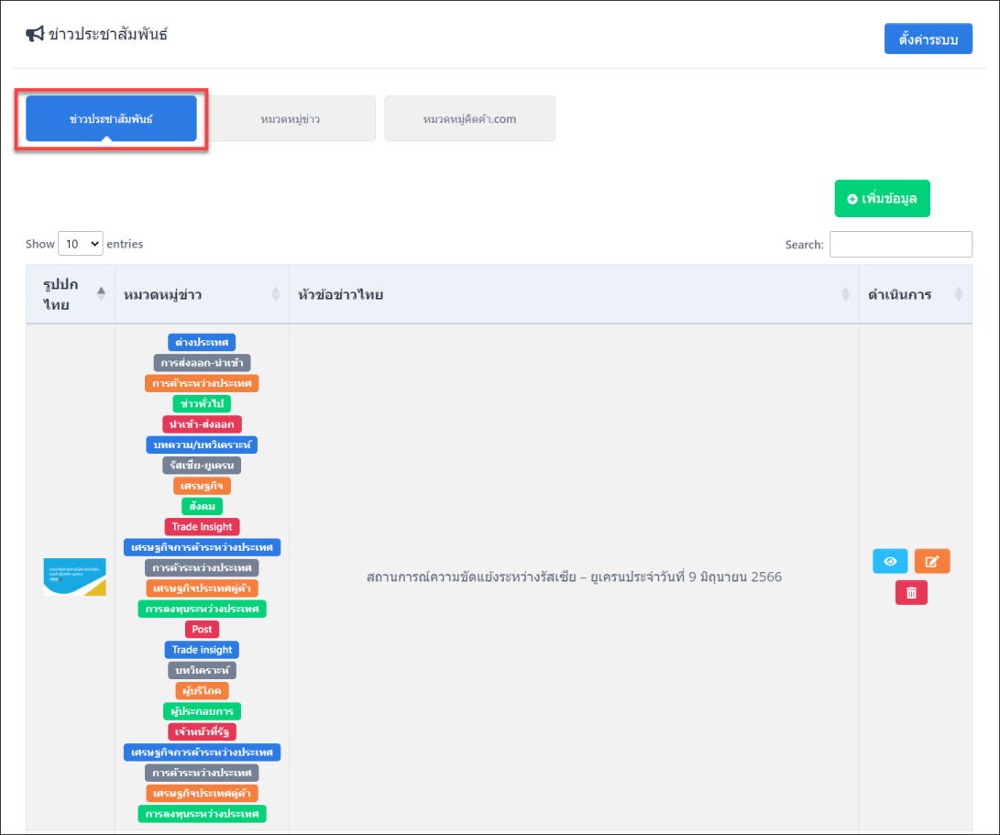 ข่าวประชาสัมพันธ์
ตั้งค่าระบบ
ข่าวประชาสัมพันธ์
หมวดหมู่ข่าว
หมวดหมู่คิดค้า.com
เพิ่มข้อมูล
Show 10 entries
Search:
รูปปก
ไทย
หมวดหมู่ข่าว
หัวข้อข่าวไทย
ดำเนินการ
ต่างประเทศ
การส่งออก-นำเข้า
การค้าระหว่างประเทศ
ข่าวทั่วไป
นำเข้า-ส่งออก
บทความ/บทวิเคราะห์
รัสเซีย-ยูเครน
เศรษฐกิจ
สังคม
Trade Insight
เศรษฐกิจการค้าระหว่างประเทศ
การค้าระหว่างประเทศ
เศรษฐกิจประเทศคู่ค้า
การลงทุนระหว่างประเทศ
Post
Trade insight
บทวิเคราะห์
ผู้บริโภค
ผู้ประกอบการ
เจ้าหน้าที่รัฐ
เศรษฐกิจการค้าระหว่างประเทศ
การค้าระหว่างประเทศ
เศรษฐกิจประเทศคู่ค้า
การลงทุนระหว่างประเทศ
สถานการณ์ความขัดแย้งระหว่างรัสเซีย – ยูเครนประจำวันที่ 9 มิถุนายน 2566